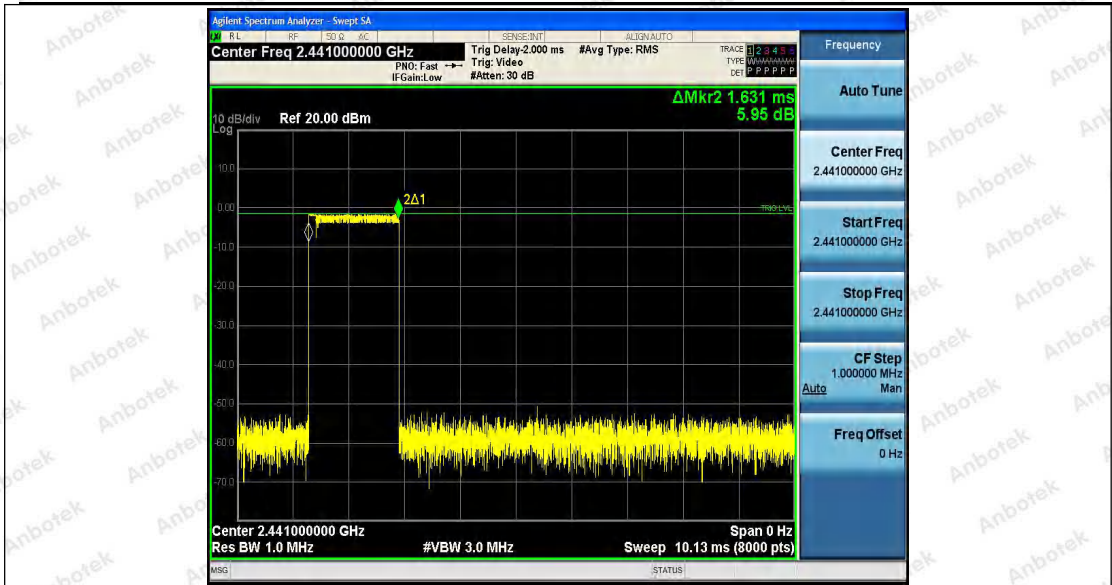 Agilent Spectrum Analyzer - Swept SA
RL RF 50 Ω AC SENSE:INT ALIGN AUTO
Center Freq 2.441000000 GHz
PNO: Fast
IFGain:Low
Trig Delay-2.000 ms
Trig: Video
#Atten: 30 dB
#Avg Type: RMS
TRACE 1 2 3 4 5 6
TYPE
DET P P P P P P
ΔMkr2 1.631 ms
5.95 dB
10 dB/div Ref 20.00 dBm
Log
10.0
0.00
-10.0
-20.0
-30.0
-40.0
-50.0
-60.0
-70.0
2Δ1
TRIG LVL
Center 2.441000000 GHz
Span 0 Hz
Res BW 1.0 MHz
#VBW 3.0 MHz
Sweep 10.13 ms (8000 pts)
MSG
STATUS
Frequency
Auto Tune
Center Freq
2.441000000 GHz
Start Freq
2.441000000 GHz
Stop Freq
2.441000000 GHz
CF Step
1.000000 MHz
Auto Man
Freq Offset
0 Hz
Anbotek